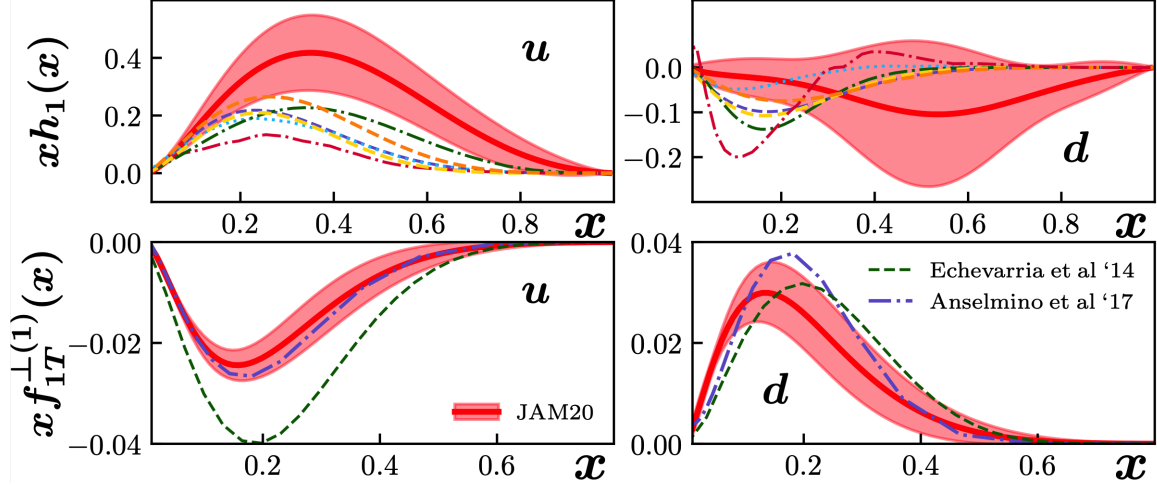 xh₁(x)
0.4
0.2
0.0
u
0.2 0.4 0.6 0.8 x
0.0
−0.1
−0.2
d
0.2 0.4 0.6 0.8 x
xf₁T⊥(1)(x)
0.00
−0.02
−0.04
u
JAM20
0.2 0.4 0.6 x
0.04
0.02
0.00
Echevarria et al ‘14
Anselmino et al ‘17
d
0.2 0.4 0.6 x